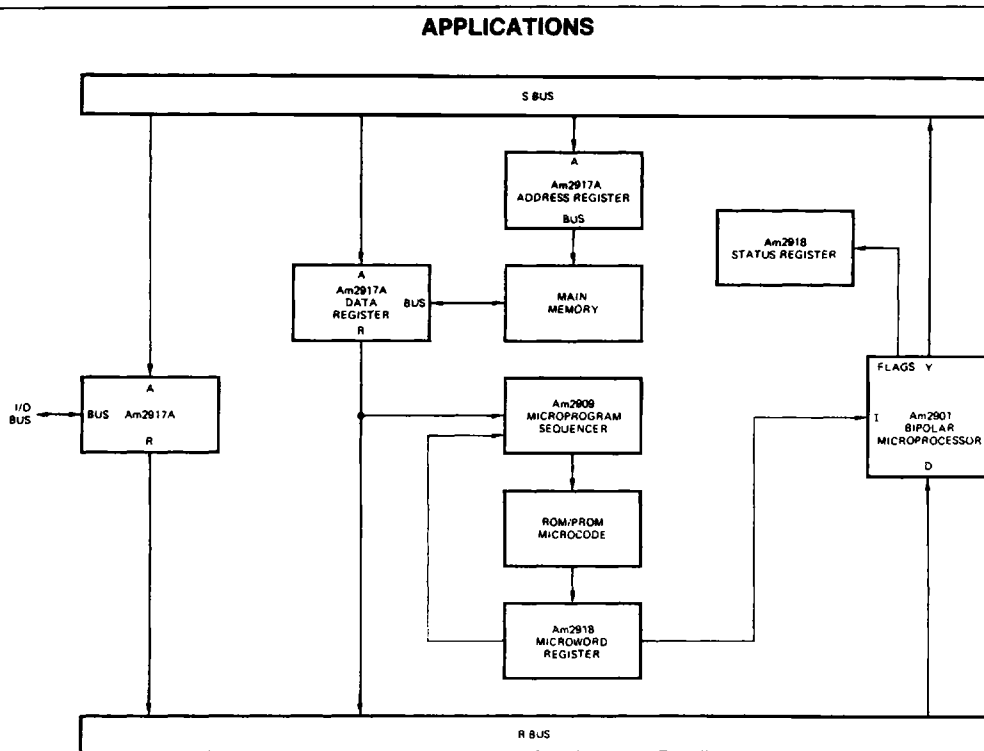 APPLICATIONS
S BUS
A
Am2917A
ADDRESS REGISTER
BUS
Am2918
STATUS REGISTER
A
Am2917A
DATA
REGISTER
BUS
R
MAIN
MEMORY
FLAGS Y
I
Am2901
BIPOLAR
MICROPROCESSOR
D
I/O
BUS
A
BUS Am2917A
R
Am2909
MICROPROGRAM
SEQUENCER
ROM/PROM
MICROCODE
Am2918
MICROWORD
REGISTER
R BUS